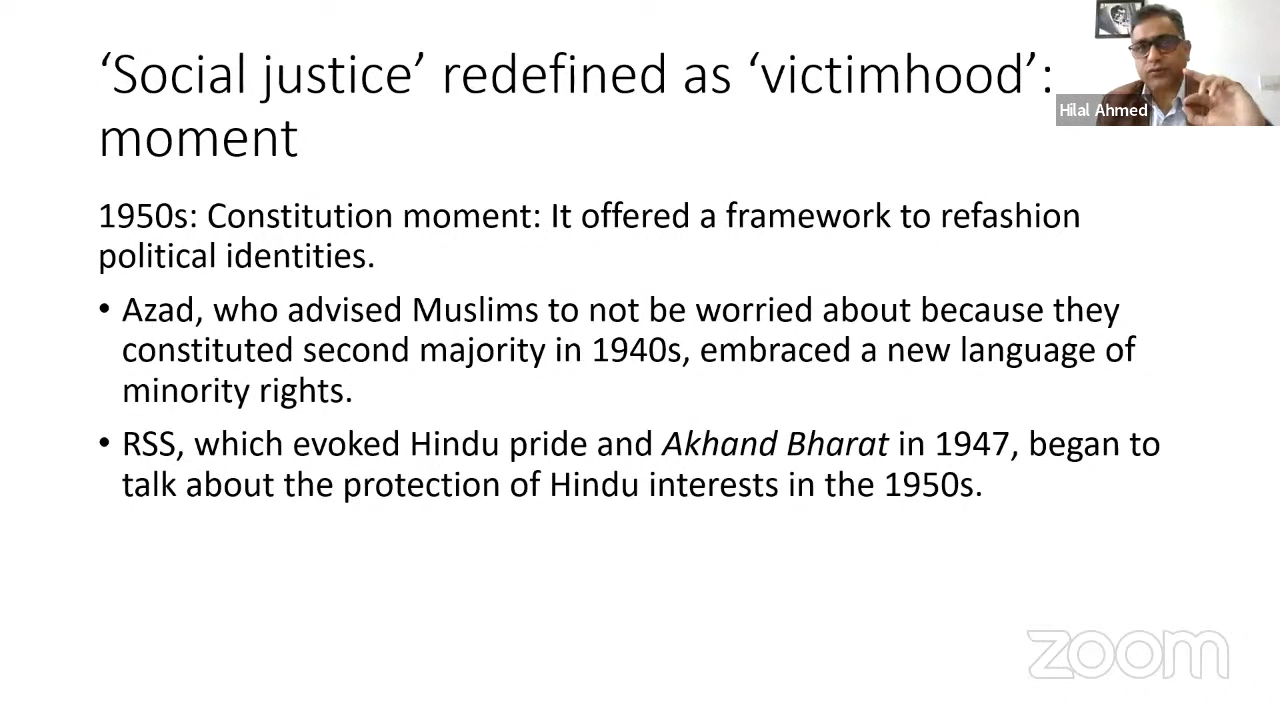 ‘Social justice’ redefined as ‘victimhood’:
moment
Hilal Ahmed
1950s: Constitution moment: It offered a framework to refashion
political identities.
• Azad, who advised Muslims to not be worried about because they
constituted second majority in 1940s, embraced a new language of
minority rights.
• RSS, which evoked Hindu pride and Akhand Bharat in 1947, began to
talk about the protection of Hindu interests in the 1950s.
zoom